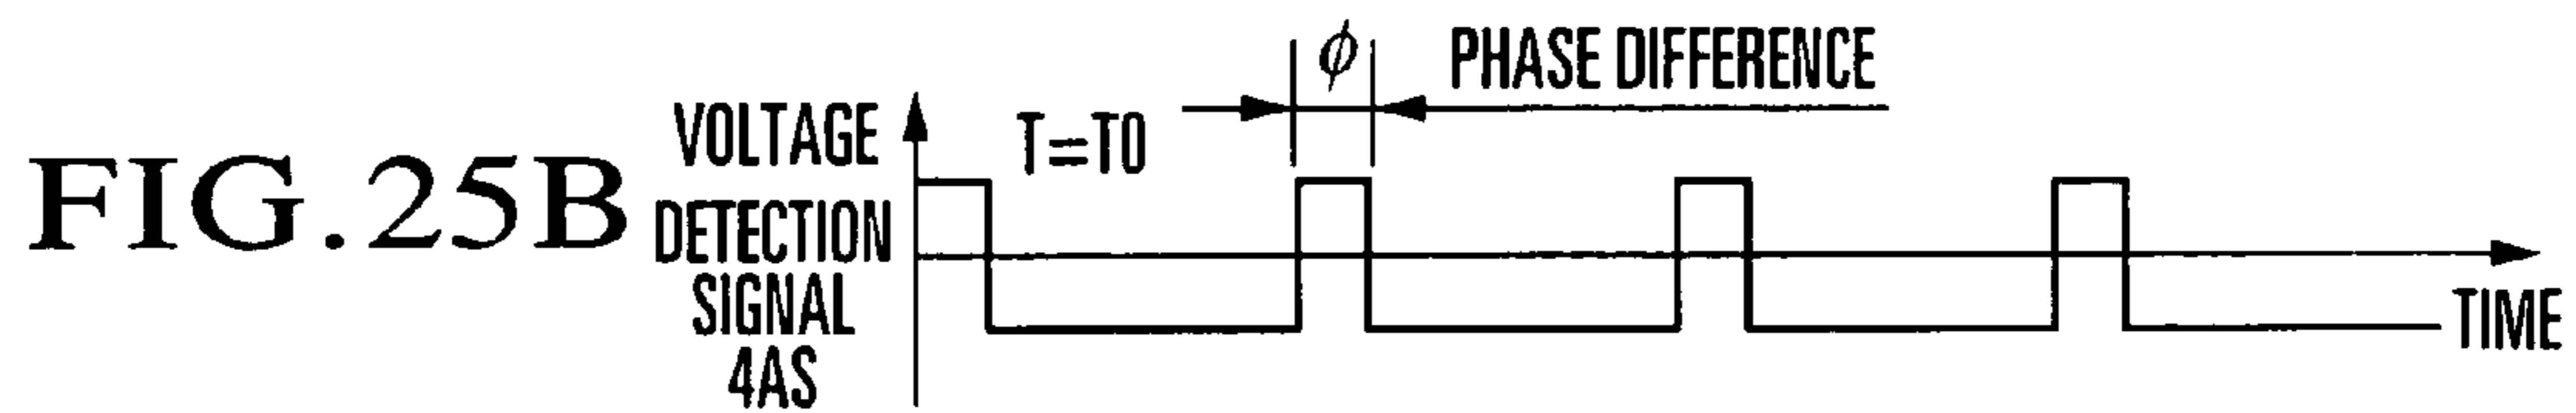 FIG.25B
VOLTAGE
DETECTION
SIGNAL
4AS
T=T0
ϕ
PHASE DIFFERENCE
TIME